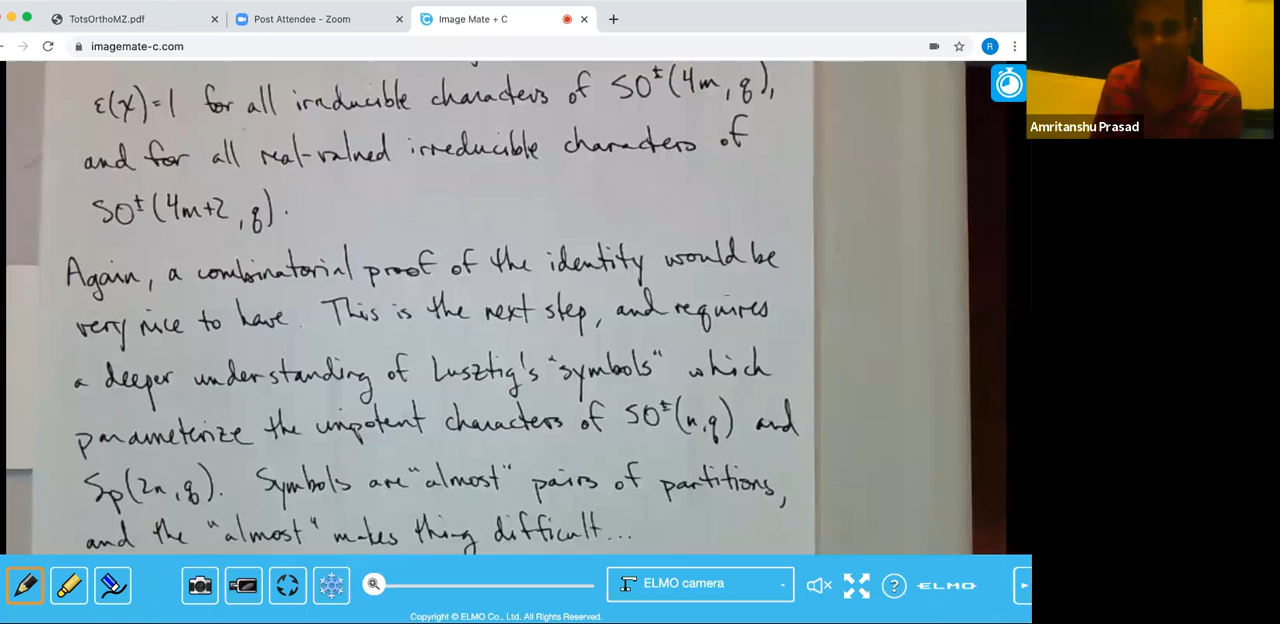 TotsOrthoMZ.pdf
Post Attendee - Zoom
Image Mate + C
imagemate-c.com
R
ε(χ)=1 for all irreducible characters of SO±(4m, q),
and for all real-valued irreducible characters of
SO±(4m+2, q).
Again, a combinatorial proof of the identity would be
very nice to have. This is the next step, and requires
a deeper understanding of Lusztig's "symbols" which
parameterize the unipotent characters of SO±(n,q) and
Sp(2n, q). Symbols are "almost" pairs of partitions,
and the "almost" makes thing difficult...
Amritanshu Prasad
ELMO camera
ELMO
Copyright © ELMO Co., Ltd. All Rights Reserved.